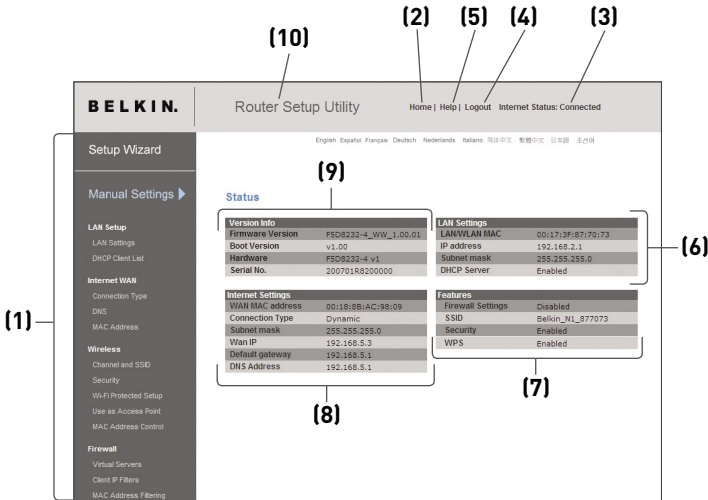 (2) (5) (4) (3)
(10)
BELKIN. Router Setup Utility Home | Help | Logout Internet Status: Connected
English Español Français Deutsch Nederlands Italiano 简体中文 繁體中文 日本語 조선어
Setup Wizard
Manual Settings
LAN Setup
LAN Settings
DHCP Client List
Internet WAN
Connection Type
DNS
MAC Address
Wireless
Channel and SSID
Security
Wi-Fi Protected Setup
Use as Access Point
MAC Address Control
Firewall
Virtual Servers
Client IP Filters
MAC Address Filtering
(1)
(9)
Status
Version Info
Firmware Version F5D8232-4_WW_1.00.01
Boot Version v1.00
Hardware F5D8232-4 v1
Serial No. 200701R8200000
LAN Settings
LAN/WLAN MAC 00:17:3F:87:70:73
IP address 192.168.2.1
Subnet mask 255.255.255.0
DHCP Server Enabled
(6)
Internet Settings
WAN MAC address 00:18:8B:AC:98:09
Connection Type Dynamic
Subnet mask 255.255.255.0
Wan IP 192.168.5.3
Default gateway 192.168.5.1
DNS Address 192.168.5.1
(8)
Features
Firewall Settings Disabled
SSID Belkin_N1_877073
Security Enabled
WPS Enabled
(7)